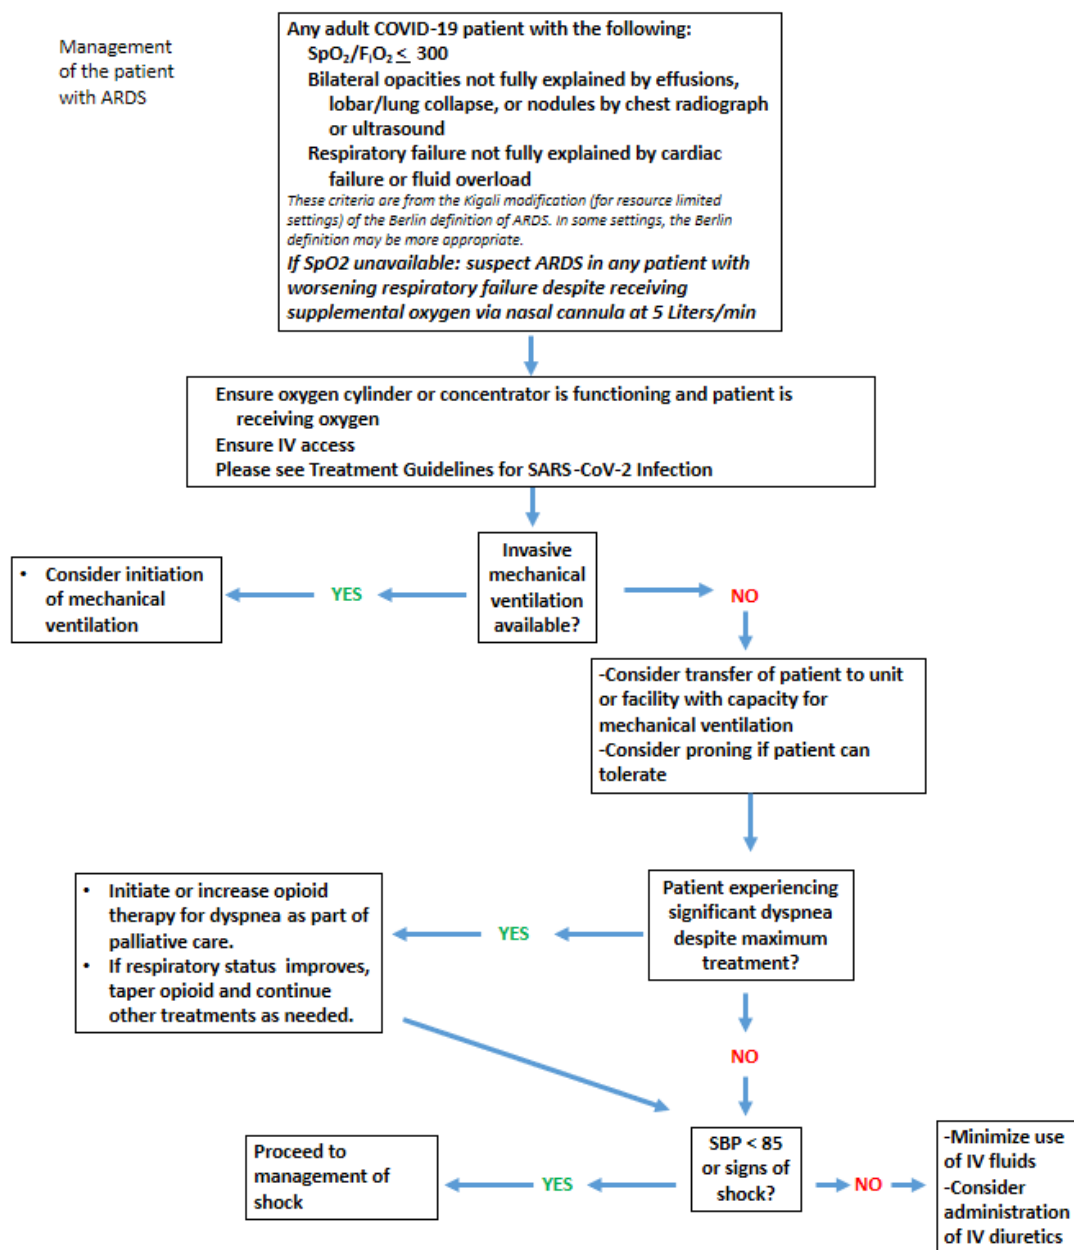 Management
of the patient
with ARDS
Any adult COVID-19 patient with the following:
SpO₂/FᵢO₂ ≤ 300
Bilateral opacities not fully explained by effusions,
lobar/lung collapse, or nodules by chest radiograph
or ultrasound
Respiratory failure not fully explained by cardiac
failure or fluid overload
These criteria are from the Kigali modification (for resource limited
settings) of the Berlin definition of ARDS. In some settings, the Berlin
definition may be more appropriate.
If SpO2 unavailable: suspect ARDS in any patient with
worsening respiratory failure despite receiving
supplemental oxygen via nasal cannula at 5 Liters/min
Ensure oxygen cylinder or concentrator is functioning and patient is
receiving oxygen
Ensure IV access
Please see Treatment Guidelines for SARS-CoV-2 Infection
Invasive
mechanical
ventilation
available?
YES
• Consider initiation
of mechanical
ventilation
NO
-Consider transfer of patient to unit
or facility with capacity for
mechanical ventilation
-Consider proning if patient can
tolerate
Patient experiencing
significant dyspnea
despite maximum
treatment?
YES
• Initiate or increase opioid
therapy for dyspnea as part of
palliative care.
• If respiratory status improves,
taper opioid and continue
other treatments as needed.
NO
SBP < 85
or signs of
shock?
YES
Proceed to
management of
shock
NO
-Minimize use
of IV fluids
-Consider
administration
of IV diuretics